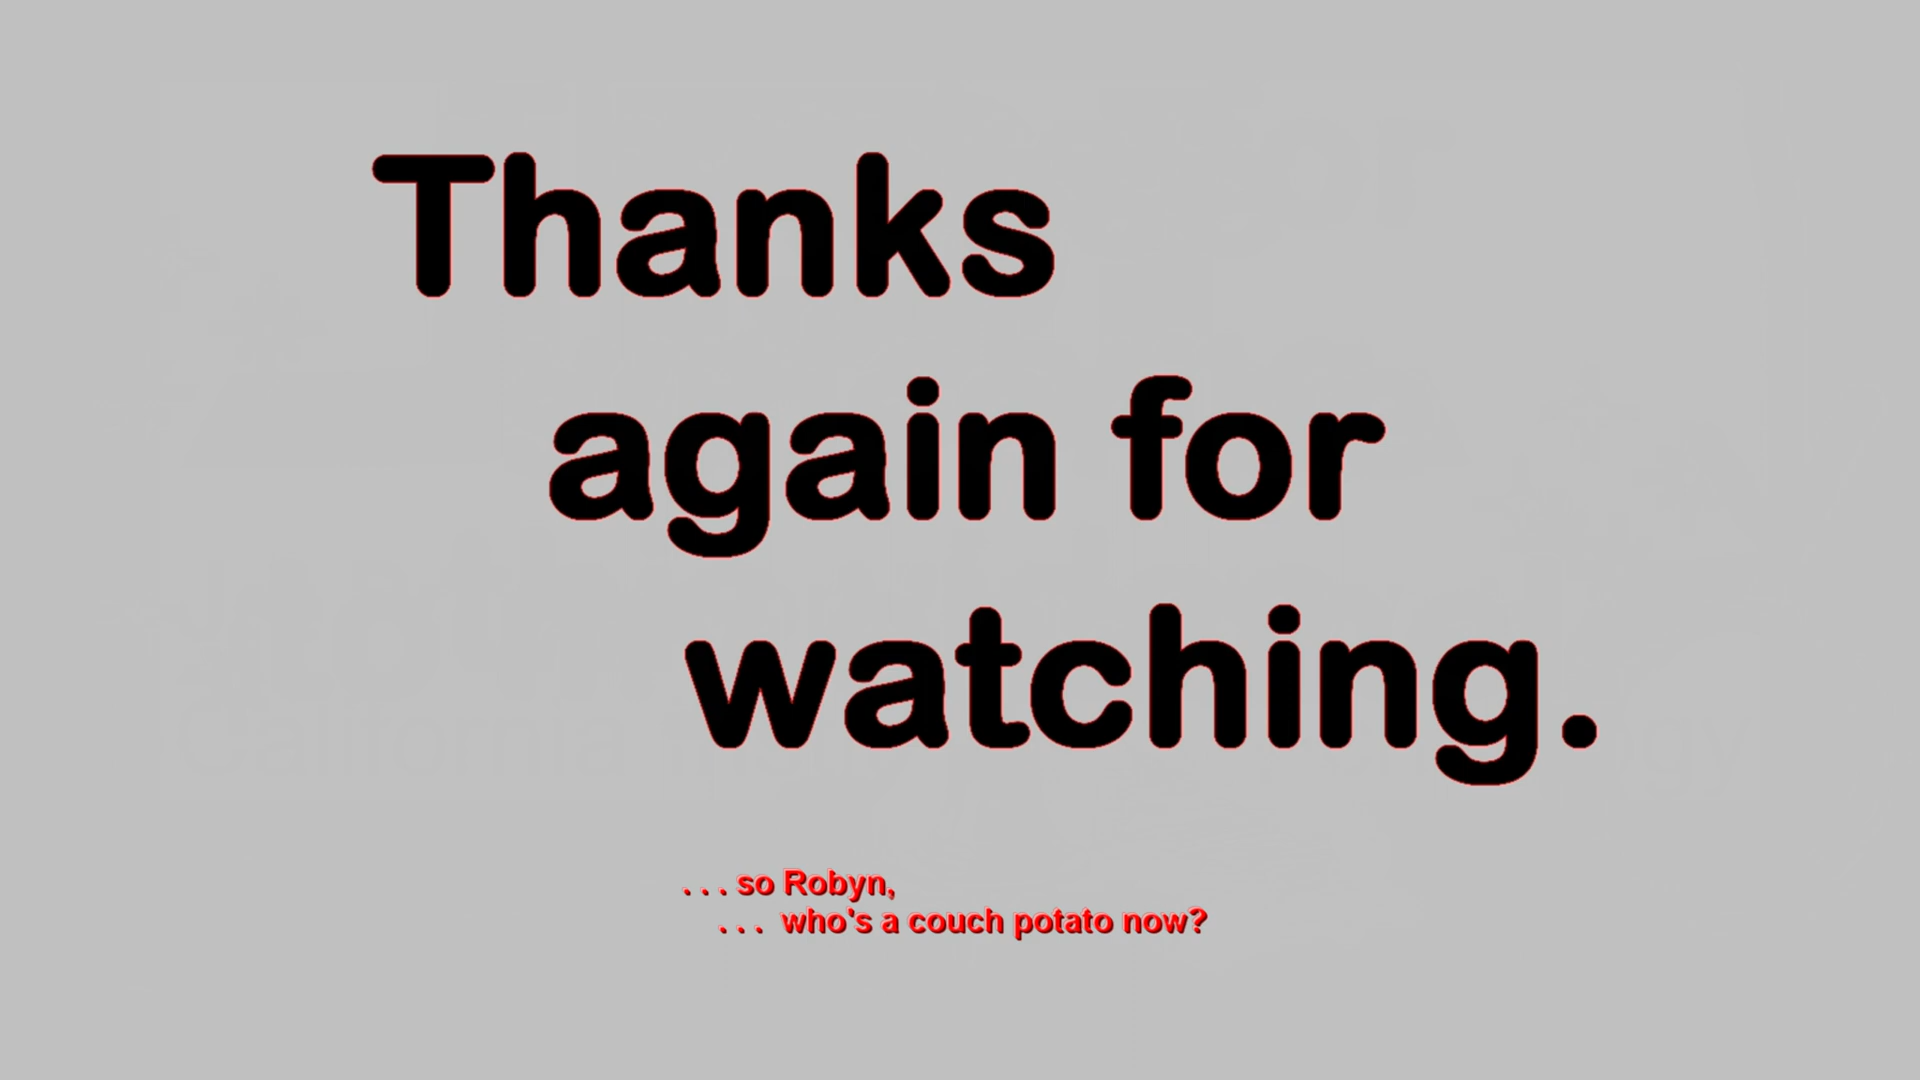 Thanks
again for
watching.
. . . so Robyn,
. . . who's a couch potato now?